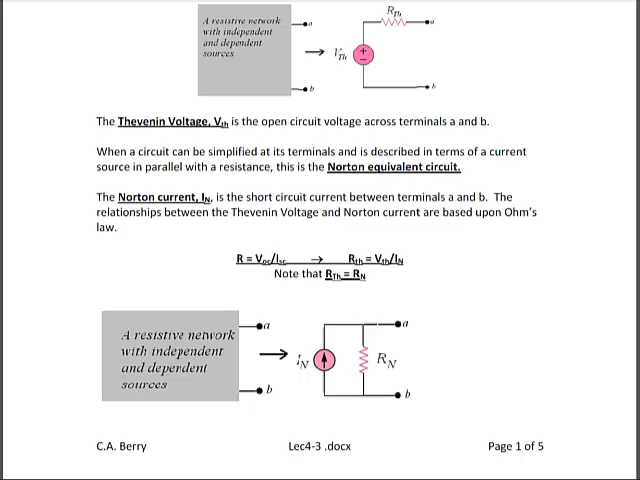 A resistive network
with independent
and dependent
sources
a
b
→
V_Th
+
−
R_Th
a
b
The Thevenin Voltage, V_th is the open circuit voltage across terminals a and b.
When a circuit can be simplified at its terminals and is described in terms of a current
source in parallel with a resistance, this is the Norton equivalent circuit.
The Norton current, I_N, is the short circuit current between terminals a and b. The
relationships between the Thevenin Voltage and Norton current are based upon Ohm's
law.
R = V_oc/I_sc → R_th = V_th/I_N
Note that R_Th = R_N
A resistive network
with independent
and dependent
sources
a
b
→
I_N
R_N
a
b
C.A. Berry Lec4-3 .docx Page 1 of 5